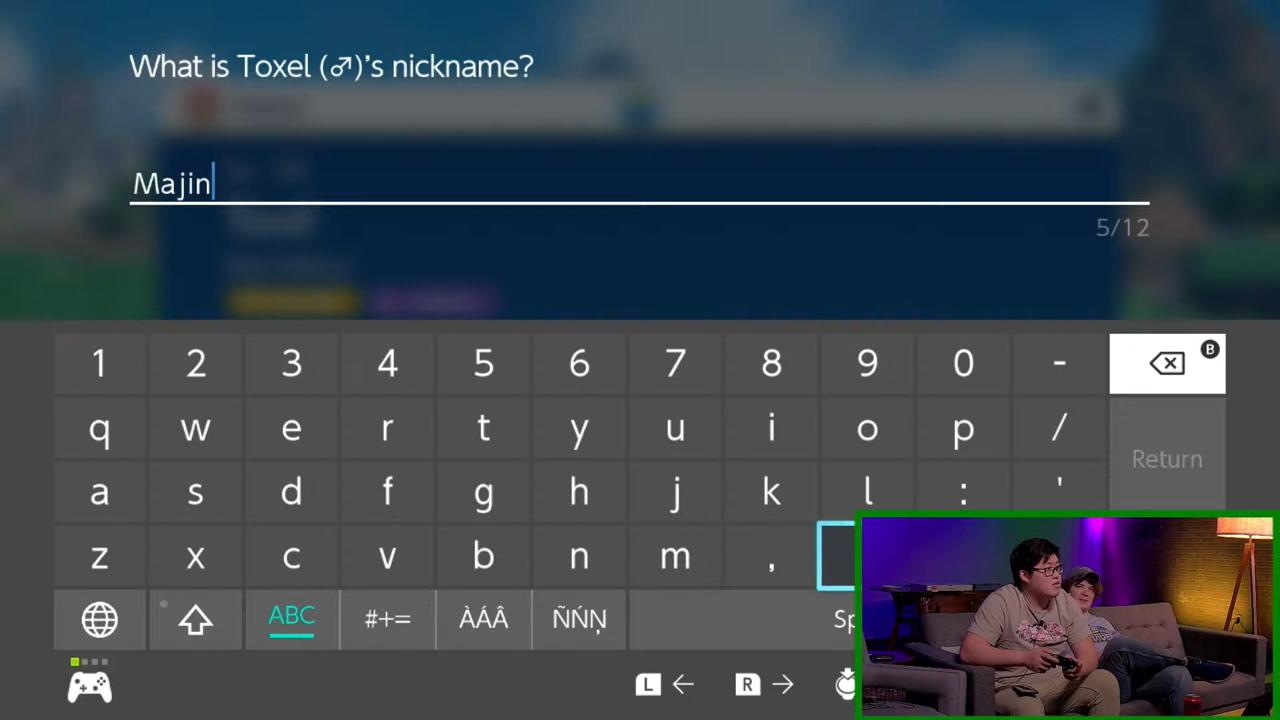 What is Toxel (♂)'s nickname?
Majin
5/12
1 2 3 4 5 6 7 8 9 0 -
B
q w e r t y u i o p /
Return
a s d f g h j k l : '
z x c v b n m ,
ABC #+= ÀÁÂ ÑŃŅ Sp
L ← R →